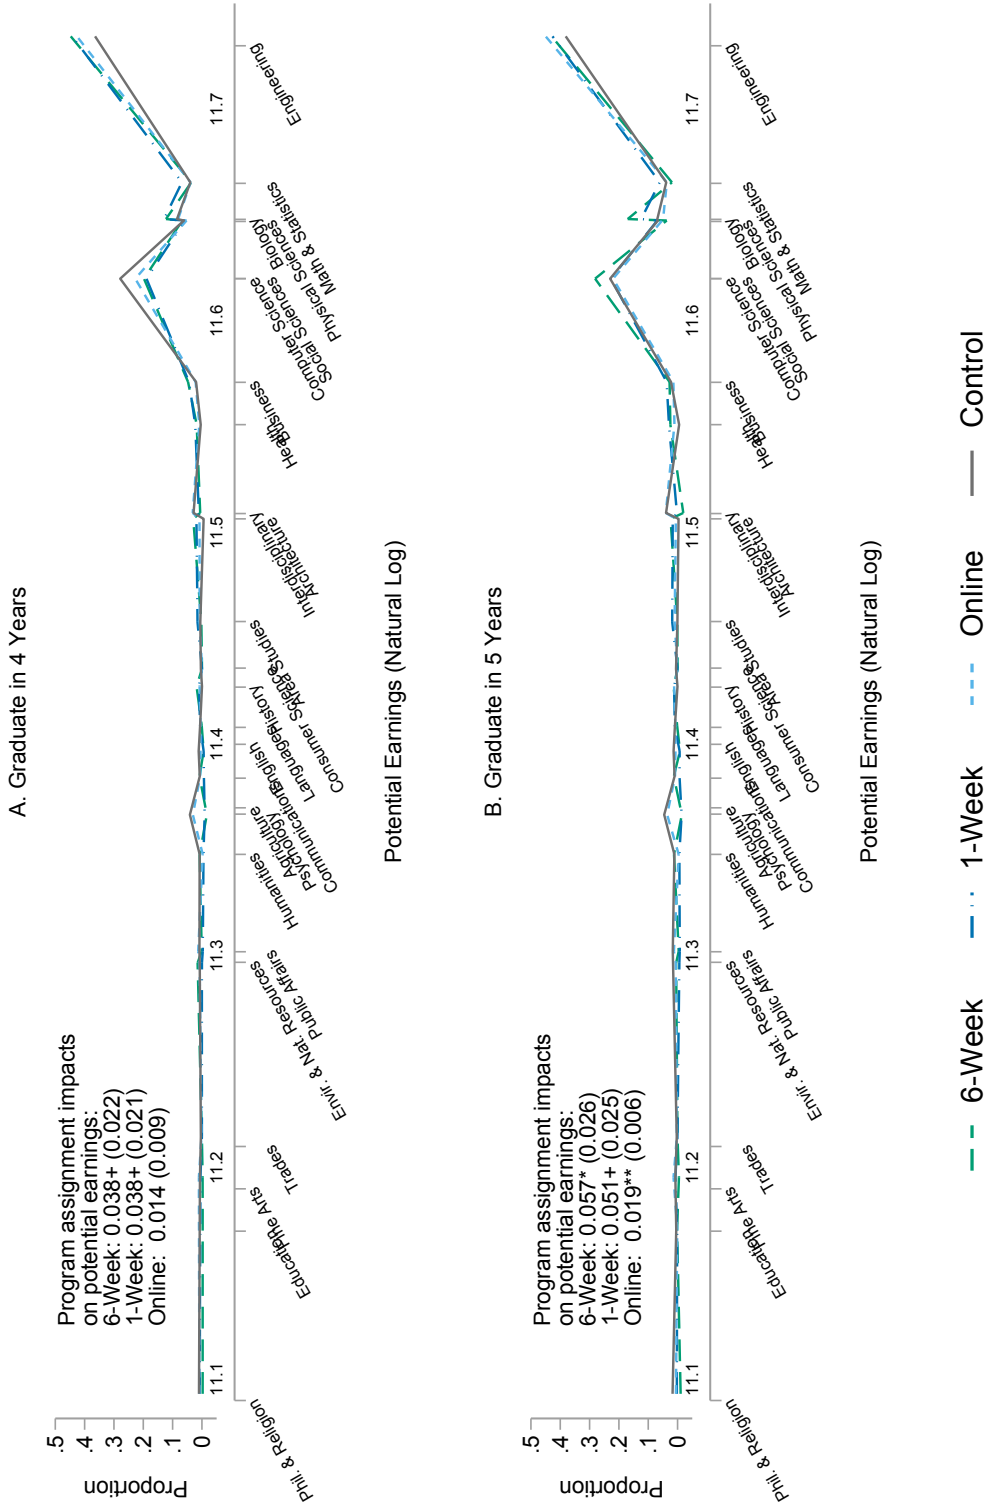 A. Graduate in 4 Years
Proportion
.5
.4
.3
.2
.1
0
Program assignment impacts
on potential earnings:
6-Week: 0.038+ (0.022)
1-Week: 0.038+ (0.021)
Online: 0.014 (0.009)
11.1
11.2
11.3
11.4
11.5
11.6
11.7
Phil. & Religion
Education
Fine Arts
Trades
Envir. & Nat. Resources
Public Affairs
Humanities
Agriculture
Psychology
Communications
English
Languages
History
Consumer Science
Area Studies
Interdisciplinary
Architecture
Health
Business
Computer Science
Social Sciences
Biology
Physical Sciences
Math & Statistics
Engineering
Potential Earnings (Natural Log)
B. Graduate in 5 Years
Proportion
.5
.4
.3
.2
.1
0
Program assignment impacts
on potential earnings:
6-Week: 0.057* (0.026)
1-Week: 0.051+ (0.025)
Online: 0.019** (0.006)
11.1
11.2
11.3
11.4
11.5
11.6
11.7
Phil. & Religion
Education
Fine Arts
Trades
Envir. & Nat. Resources
Public Affairs
Humanities
Agriculture
Psychology
Communications
English
Languages
History
Consumer Science
Area Studies
Interdisciplinary
Architecture
Health
Business
Computer Science
Social Sciences
Biology
Physical Sciences
Math & Statistics
Engineering
Potential Earnings (Natural Log)
6-Week
1-Week
Online
Control